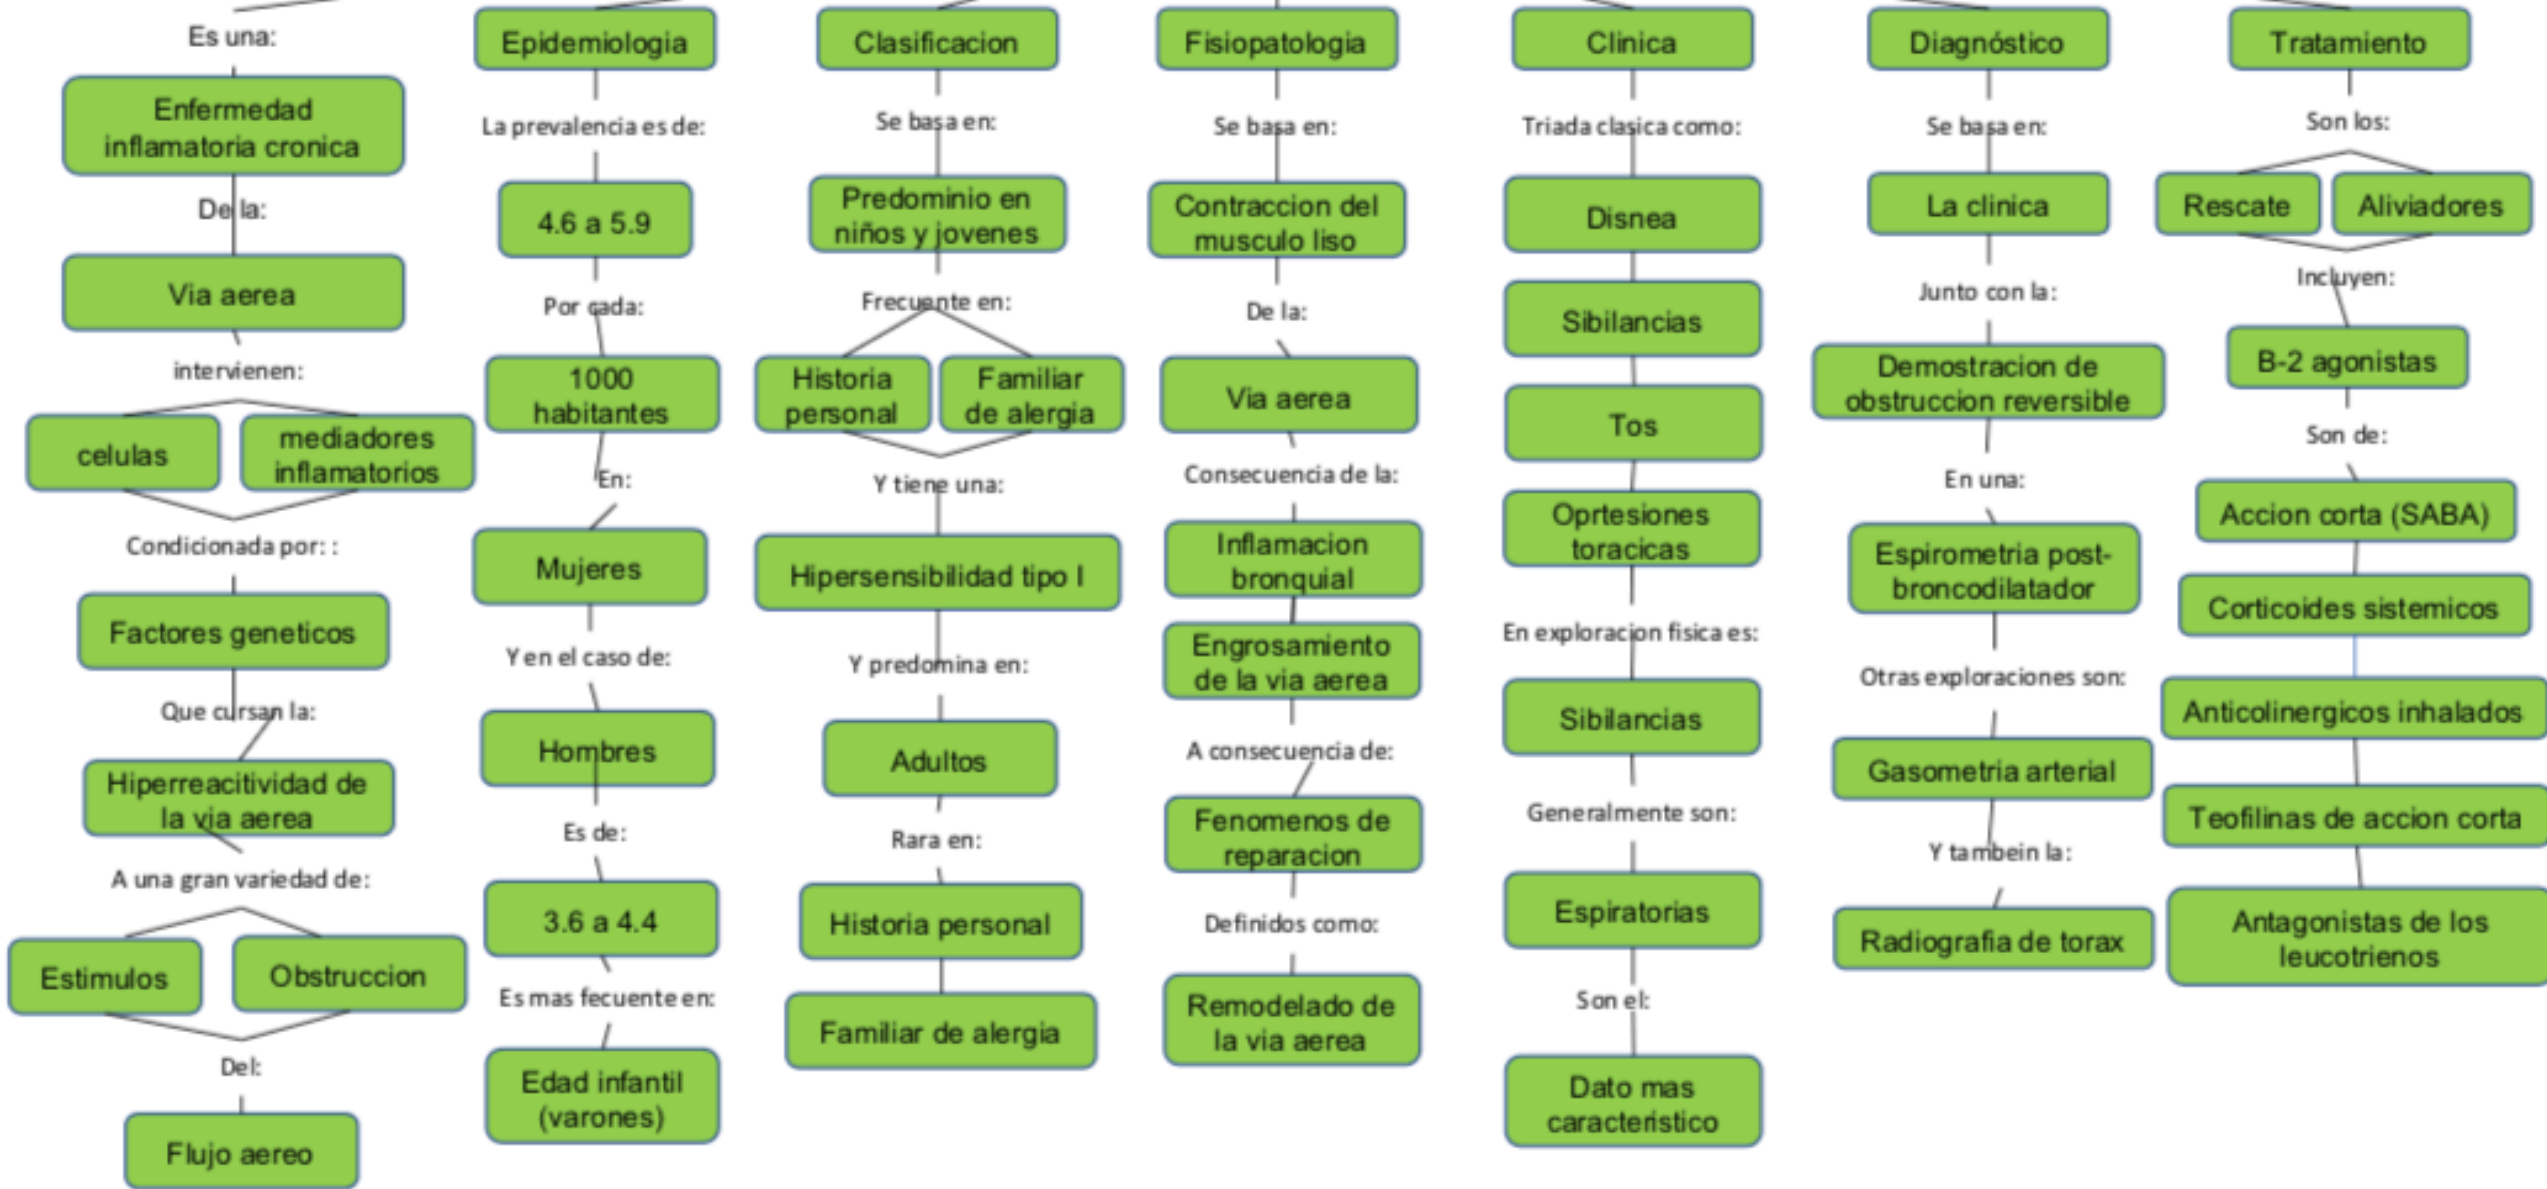 Es una:
Enfermedad
inflamatoria cronica
De la:
Via aerea
intervienen:
celulas
mediadores
inflamatorios
Condicionada por: :
Factores geneticos
Que cursan la:
Hiperreacitividad de
la via aerea
A una gran variedad de:
Estimulos
Obstruccion
Del:
Flujo aereo
Epidemiologia
La prevalencia es de:
4.6 a 5.9
Por cada:
1000
habitantes
En:
Mujeres
Y en el caso de:
Hombres
Es de:
3.6 a 4.4
Es mas fecuente en:
Edad infantil
(varones)
Clasificacion
Se basa en:
Predominio en
niños y jovenes
Frecuente en:
Historia
personal
Familiar
de alergia
Y tiene una:
Hipersensibilidad tipo I
Y predomina en:
Adultos
Rara en:
Historia personal
Familiar de alergia
Fisiopatologia
Se basa en:
Contraccion del
musculo liso
De la:
Via aerea
Consecuencia de la:
Inflamacion
bronquial
Engrosamiento
de la via aerea
A consecuencia de:
Fenomenos de
reparacion
Definidos como:
Remodelado de
la via aerea
Clinica
Triada clasica como:
Disnea
Sibilancias
Tos
Oprtesiones
toracicas
En exploracion fisica es:
Sibilancias
Generalmente son:
Espiratorias
Son el:
Dato mas
caracteristico
Diagnóstico
Se basa en:
La clinica
Junto con la:
Demostracion de
obstruccion reversible
En una:
Espirometria post-
broncodilatador
Otras exploraciones son:
Gasometria arterial
Y tambein la:
Radiografia de torax
Tratamiento
Son los:
Rescate
Aliviadores
Incluyen:
B-2 agonistas
Son de:
Accion corta (SABA)
Corticoides sistemicos
Anticolinergicos inhalados
Teofilinas de accion corta
Antagonistas de los
leucotrienos